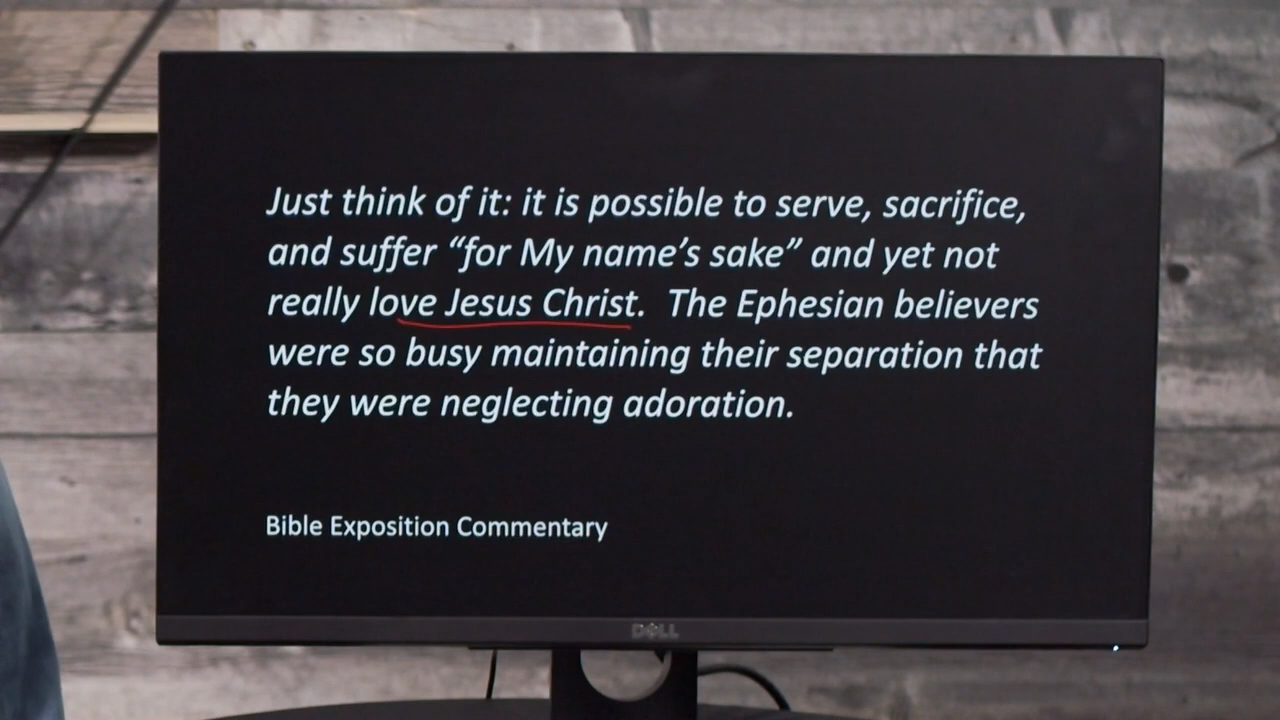 Just think of it: it is possible to serve, sacrifice,
and suffer “for My name’s sake” and yet not
really love Jesus Christ.  The Ephesian believers
were so busy maintaining their separation that
they were neglecting adoration.
Bible Exposition Commentary
DELL